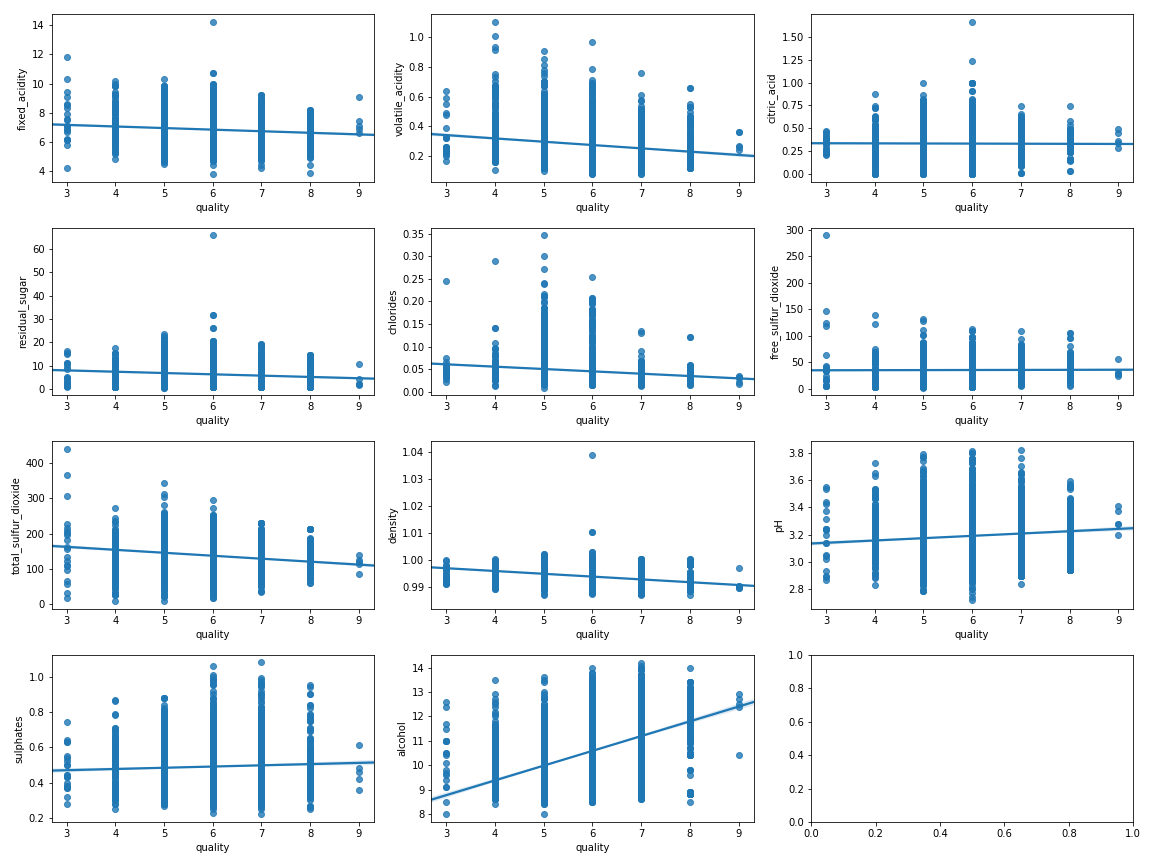 fixed_acidity
14
12
10
8
6
4
3 4 5 6 7 8 9
quality
volatile_acidity
1.0
0.8
0.6
0.4
0.2
3 4 5 6 7 8 9
quality
citric_acid
1.50
1.25
1.00
0.75
0.50
0.25
0.00
3 4 5 6 7 8 9
quality
residual_sugar
60
50
40
30
20
10
0
3 4 5 6 7 8 9
quality
chlorides
0.35
0.30
0.25
0.20
0.15
0.10
0.05
0.00
3 4 5 6 7 8 9
quality
free_sulfur_dioxide
300
250
200
150
100
50
0
3 4 5 6 7 8 9
quality
total_sulfur_dioxide
400
300
200
100
0
3 4 5 6 7 8 9
quality
density
1.04
1.03
1.02
1.01
1.00
0.99
3 4 5 6 7 8 9
quality
pH
3.8
3.6
3.4
3.2
3.0
2.8
3 4 5 6 7 8 9
quality
sulphates
1.0
0.8
0.6
0.4
0.2
3 4 5 6 7 8 9
quality
alcohol
14
13
12
11
10
9
8
3 4 5 6 7 8 9
quality
1.0
0.8
0.6
0.4
0.2
0.0
0.0 0.2 0.4 0.6 0.8 1.0